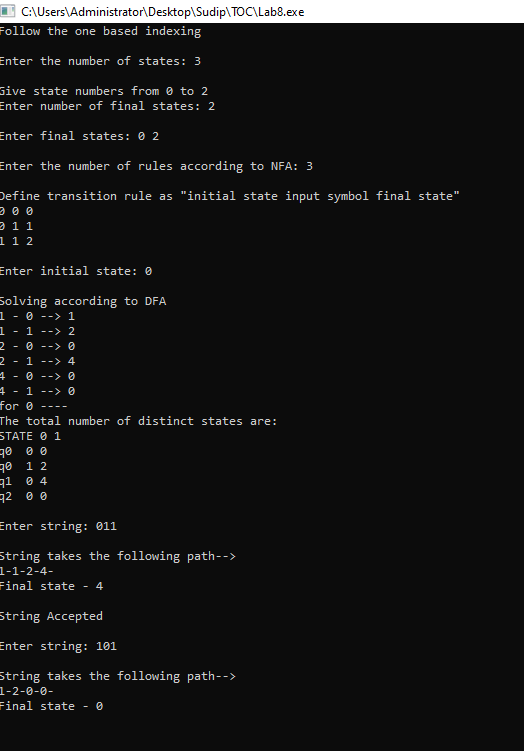 C:\Users\Administrator\Desktop\Sudip\TOC\Lab8.exe
Follow the one based indexing
Enter the number of states: 3
Give state numbers from 0 to 2
Enter number of final states: 2
Enter final states: 0 2
Enter the number of rules according to NFA: 3
Define transition rule as "initial state input symbol final state"
0 0 0
0 1 1
1 1 2
Enter initial state: 0
Solving according to DFA
1 - 0 --> 1
1 - 1 --> 2
2 - 0 --> 0
2 - 1 --> 4
4 - 0 --> 0
4 - 1 --> 0
for 0 ----
The total number of distinct states are:
STATE 0 1
q0 0 0
q0 1 2
q1 0 4
q2 0 0
Enter string: 011
String takes the following path-->
1-1-2-4-
Final state - 4
String Accepted
Enter string: 101
String takes the following path-->
1-2-0-0-
Final state - 0